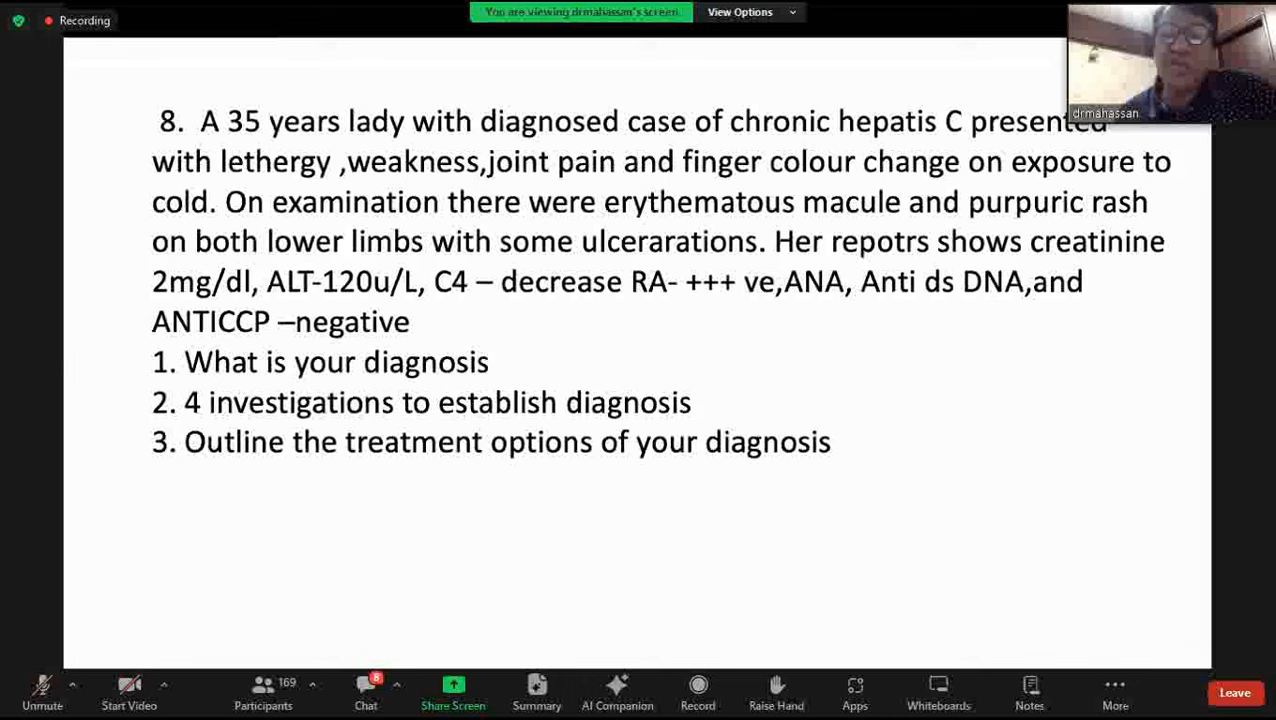 Recording
You are viewing drmahassan's screen
View Options
drmahassan
8. A 35 years lady with diagnosed case of chronic hepatis C presented
with lethergy ,weakness,joint pain and finger colour change on exposure to
cold. On examination there were erythematous macule and purpuric rash
on both lower limbs with some ulcerarations. Her repotrs shows creatinine
2mg/dl, ALT-120u/L, C4 – decrease RA- +++ ve,ANA, Anti ds DNA,and
ANTICCP –negative
1. What is your diagnosis
2. 4 investigations to establish diagnosis
3. Outline the treatment options of your diagnosis
Unmute
Start Video
169
Participants
8
Chat
Share Screen
Summary
AI Companion
Record
Raise Hand
Apps
Whiteboards
Notes
More
Leave